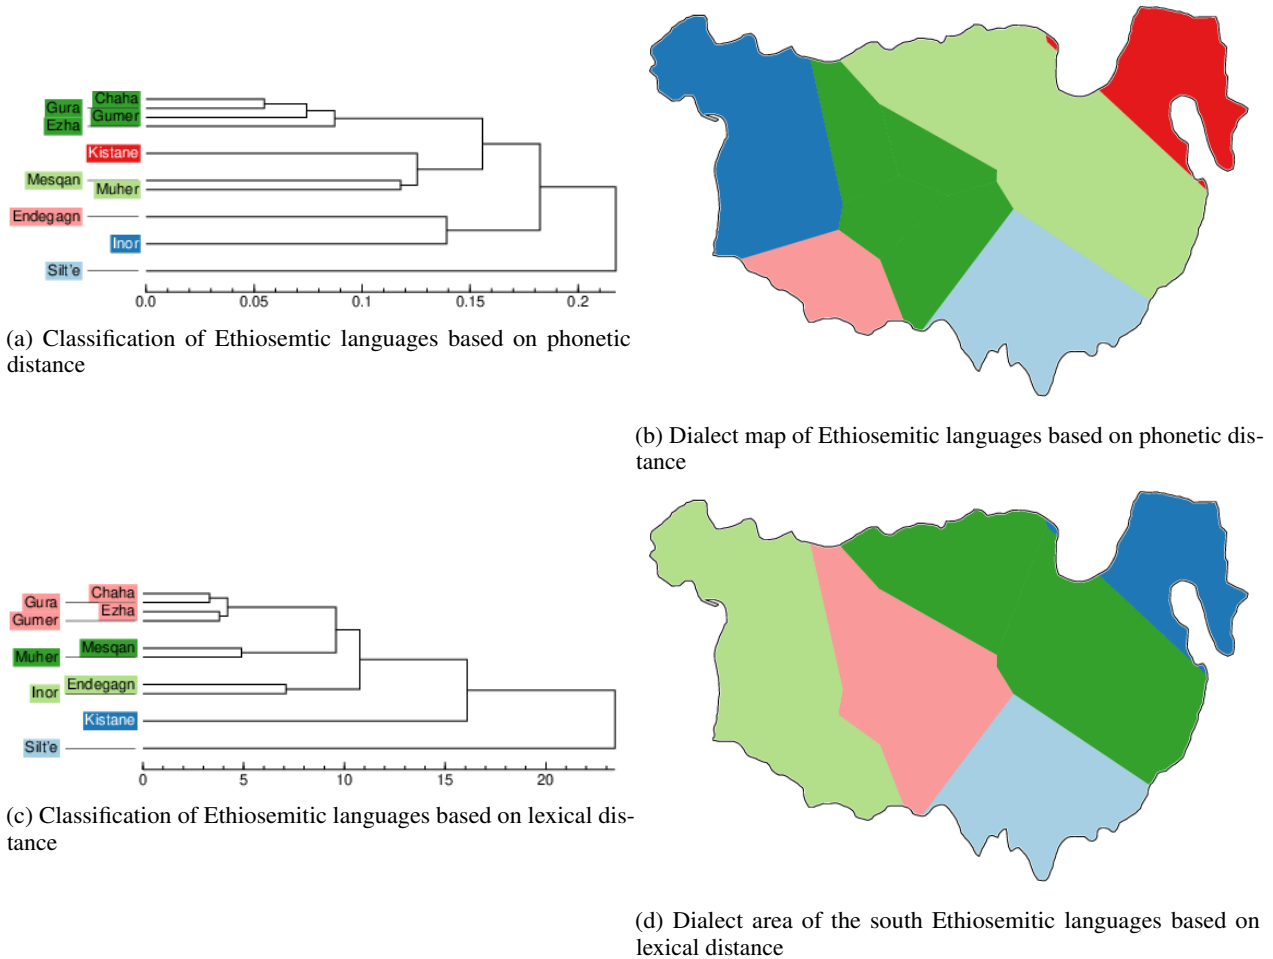 Chaha
Gura
Gumer
Ezha
Kistane
Mesqan
Muher
Endegagn
Inor
Silt'e
0.0 0.05 0.1 0.15 0.2
(a) Classification of Ethiosemtic languages based on phonetic
distance
(b) Dialect map of Ethiosemitic languages based on phonetic dis-
tance
Chaha
Gura
Ezha
Gumer
Mesqan
Muher
Endegagn
Inor
Kistane
Silt'e
0 5 10 15 20
(c) Classification of Ethiosemitic languages based on lexical dis-
tance
(d) Dialect area of the south Ethiosemitic languages based on
lexical distance